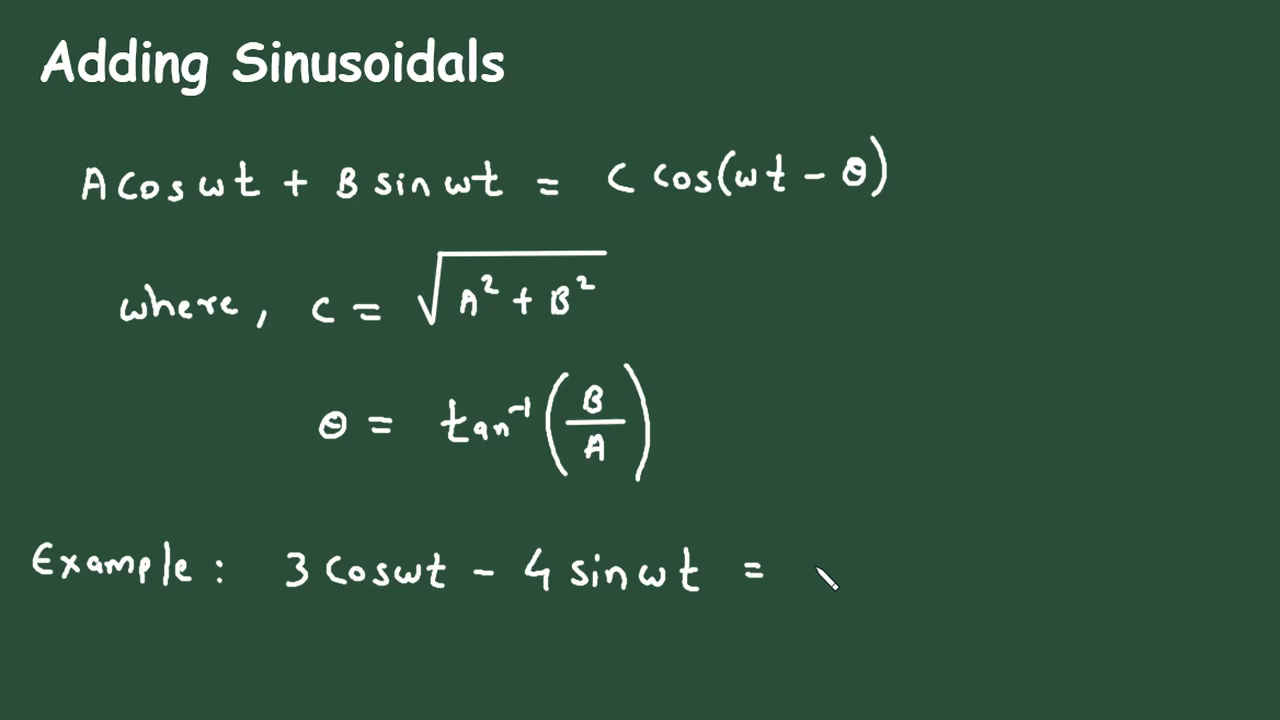 Adding Sinusoidals
A cos ωt + B sin ωt = C cos(ωt - θ)
where, C = √(A² + B²)
θ = tan⁻¹(B/A)
Example: 3 cos ωt - 4 sin ωt =